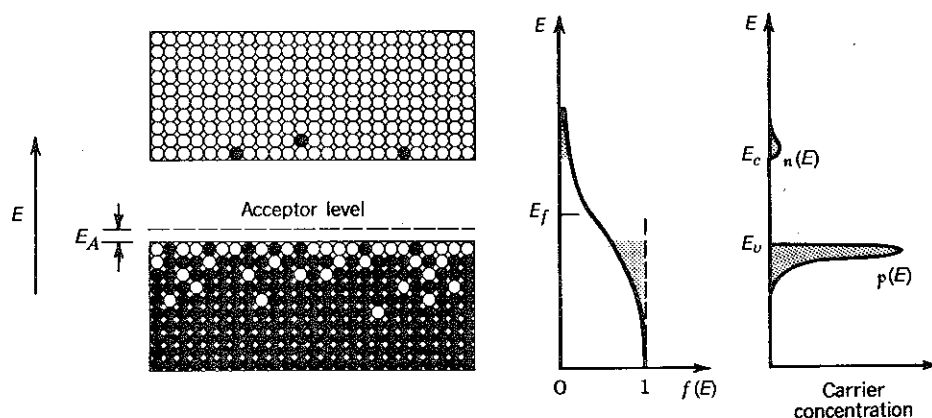 E
E_A
Acceptor level
E
E_f
0
1
f(E)
E
E_c
n(E)
E_v
p(E)
Carrier
concentration